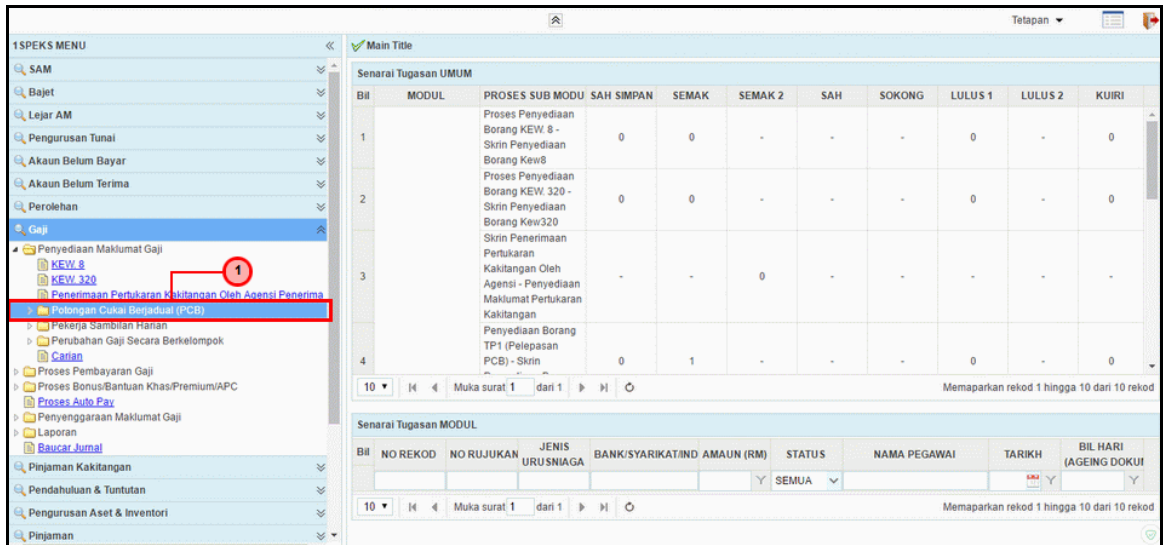 Tetapan
1SPEKS MENU
SAM
Bajet
Lejar AM
Pengurusan Tunai
Akaun Belum Bayar
Akaun Belum Terima
Perolehan
Gaji
Penyediaan Maklumat Gaji
KEW. 8
KEW. 320
Penerimaan Pertukaran Kakitangan Oleh Agensi Penerima
1
Potongan Cukai Berjadual (PCB)
Pekerja Sambilan Harian
Perubahan Gaji Secara Berkelompok
Carian
Proses Pembayaran Gaji
Proses Bonus/Bantuan Khas/Premium/APC
Proses Auto Pay
Penyenggaraan Maklumat Gaji
Laporan
Baucar Jurnal
Pinjaman Kakitangan
Pendahuluan & Tuntutan
Pengurusan Aset & Inventori
Pinjaman
Main Title
Senarai Tugasan UMUM
Bil MODUL PROSES SUB MODU SAH SIMPAN SEMAK SEMAK 2 SAH SOKONG LULUS 1 LULUS 2 KUIRI
Proses Penyediaan
Borang KEW. 8 -
1 Skrin Penyediaan 0 0 - - - 0 - 0
Borang Kew8
Proses Penyediaan
Borang KEW. 320 -
2 Skrin Penyediaan 0 0 - - - 0 - 0
Borang Kew320
Skrin Penerimaan
Pertukaran
Kakitangan Oleh
3 Agensi - Penyediaan - - 0 - - - - -
Maklumat Pertukaran
Kakitangan
Penyediaan Borang
TP1 (Pelepasan
4 PCB) - Skrin 0 1 - - - 0 - 0
10 Muka surat 1 dari 1 Memaparkan rekod 1 hingga 10 dari 10 rekod
Senarai Tugasan MODUL
Bil NO REKOD NO RUJUKAN JENIS URUSNIAGA BANK/SYARIKAT/IND AMAUN (RM) STATUS NAMA PEGAWAI TARIKH BIL HARI (AGEING DOKU
SEMUA
10 Muka surat 1 dari 1 Memaparkan rekod 1 hingga 10 dari 10 rekod